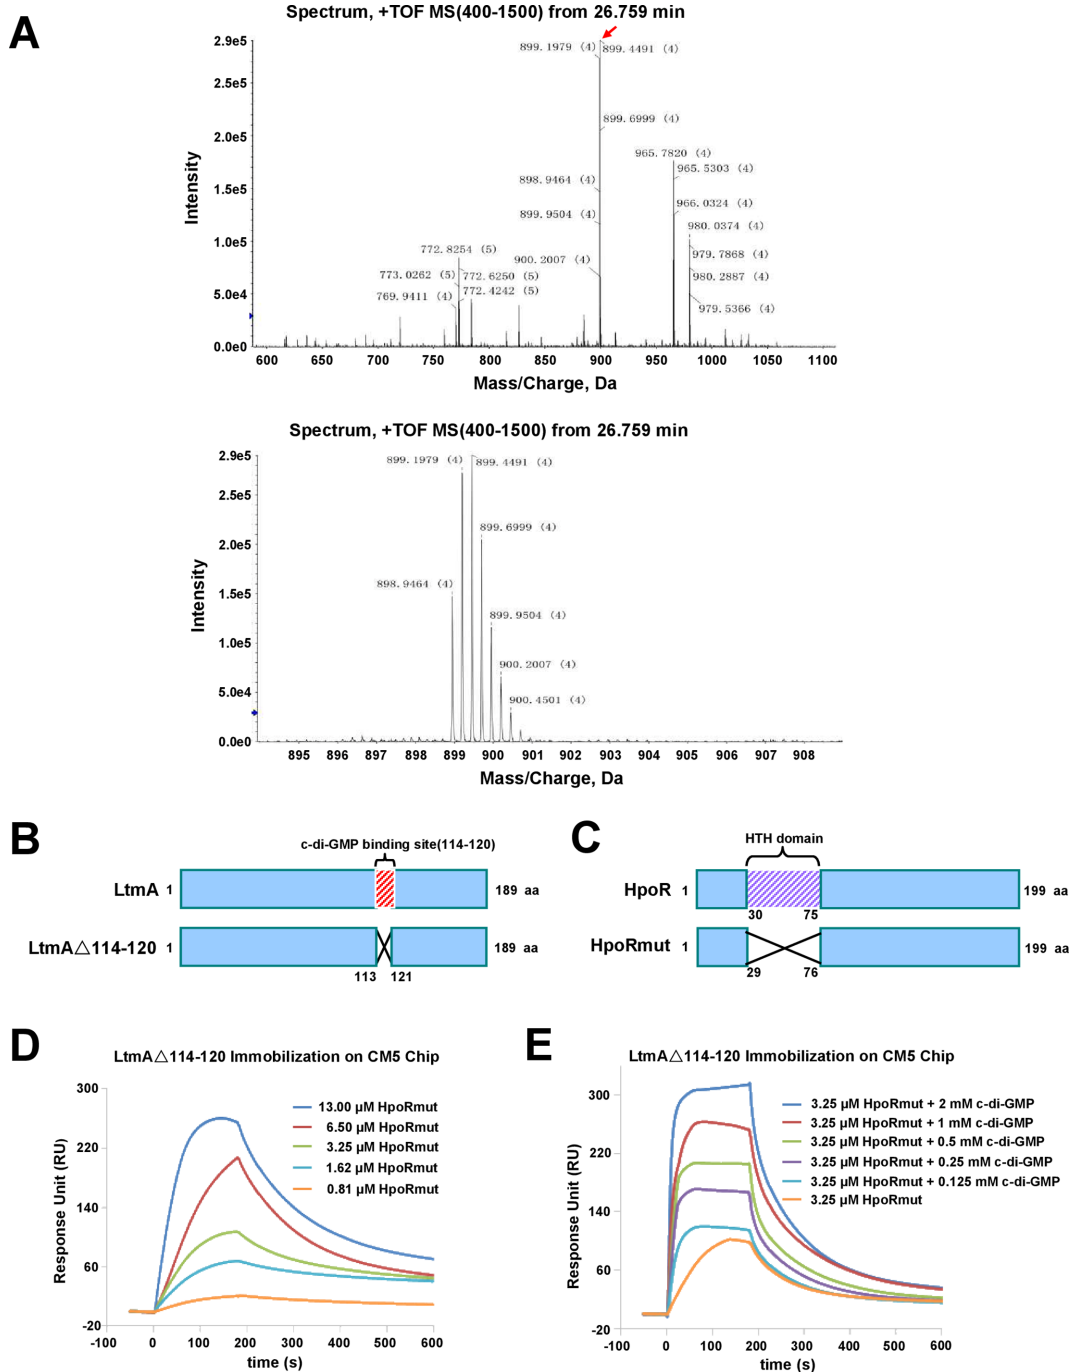 A
Spectrum, +TOF MS(400-1500) from 26.759 min
2.9e5
2.5e5
2.0e5
1.5e5
1.0e5
5.0e4
0.0e0
Intensity
899.1979 (4)
899.4491 (4)
899.6999 (4)
965.7820 (4)
965.5303 (4)
898.9464 (4)
966.0324 (4)
899.9504 (4)
980.0374 (4)
772.8254 (5)
979.7868 (4)
900.2007 (4)
773.0262 (5)
772.6250 (5)
980.2887 (4)
769.9411 (4)
772.4242 (5)
979.5366 (4)
600 650 700 750 800 850 900 950 1000 1050 1100
Mass/Charge, Da
Spectrum, +TOF MS(400-1500) from 26.759 min
2.9e5
2.5e5
2.0e5
1.5e5
1.0e5
5.0e4
0.0e0
Intensity
899.1979 (4)
899.4491 (4)
899.6999 (4)
898.9464 (4)
899.9504 (4)
900.2007 (4)
900.4501 (4)
895 896 897 898 899 900 901 902 903 904 905 906 907 908
Mass/Charge, Da
B
c-di-GMP binding site(114-120)
LtmA 1 189 aa
LtmA△114-120 1 189 aa
113 121
C
HTH domain
HpoR 1 199 aa
30 75
HpoRmut 1 199 aa
29 76
D
LtmA△114-120 Immobilization on CM5 Chip
300
220
140
60
-20
Response Unit (RU)
13.00 µM HpoRmut
6.50 µM HpoRmut
3.25 µM HpoRmut
1.62 µM HpoRmut
0.81 µM HpoRmut
-100 0 100 200 300 400 500 600
time (s)
E
LtmA△114-120 Immobilization on CM5 Chip
300
220
140
60
-20
Response Unit (RU)
3.25 µM HpoRmut + 2 mM c-di-GMP
3.25 µM HpoRmut + 1 mM c-di-GMP
3.25 µM HpoRmut + 0.5 mM c-di-GMP
3.25 µM HpoRmut + 0.25 mM c-di-GMP
3.25 µM HpoRmut + 0.125 mM c-di-GMP
3.25 µM HpoRmut
-100 0 100 200 300 400 500 600
time (s)